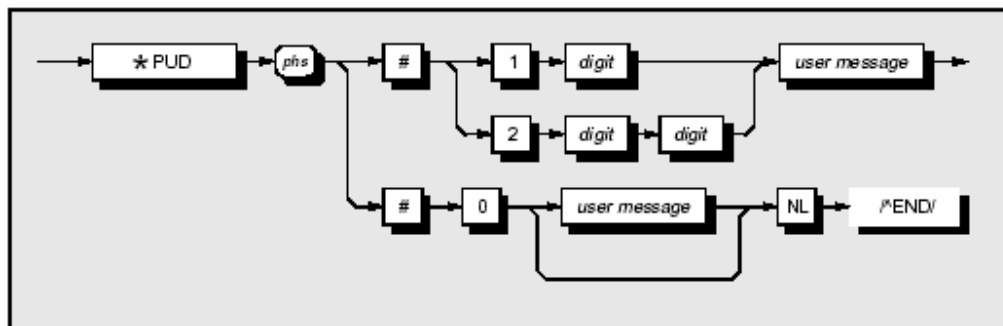 * PUD phs # 1 digit user message
2 digit digit
# 0 user message NL /^END/